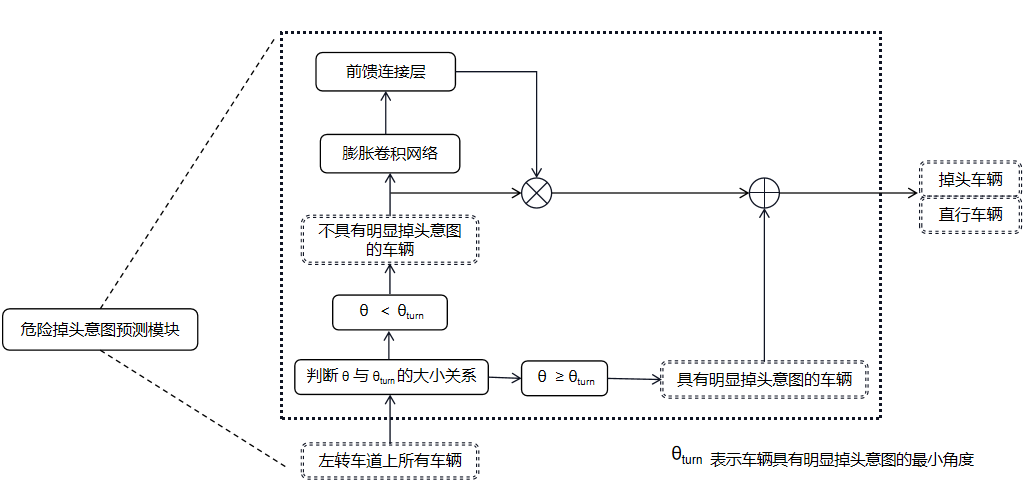 前馈连接层
膨胀卷积网络
掉头车辆
直行车辆
不具有明显掉头意图
的车辆
θ < θturn
危险掉头意图预测模块
判断 θ 与 θturn 的大小关系
θ ≥ θturn
具有明显掉头意图的车辆
左转车道上所有车辆
θturn 表示车辆具有明显掉头意图的最小角度